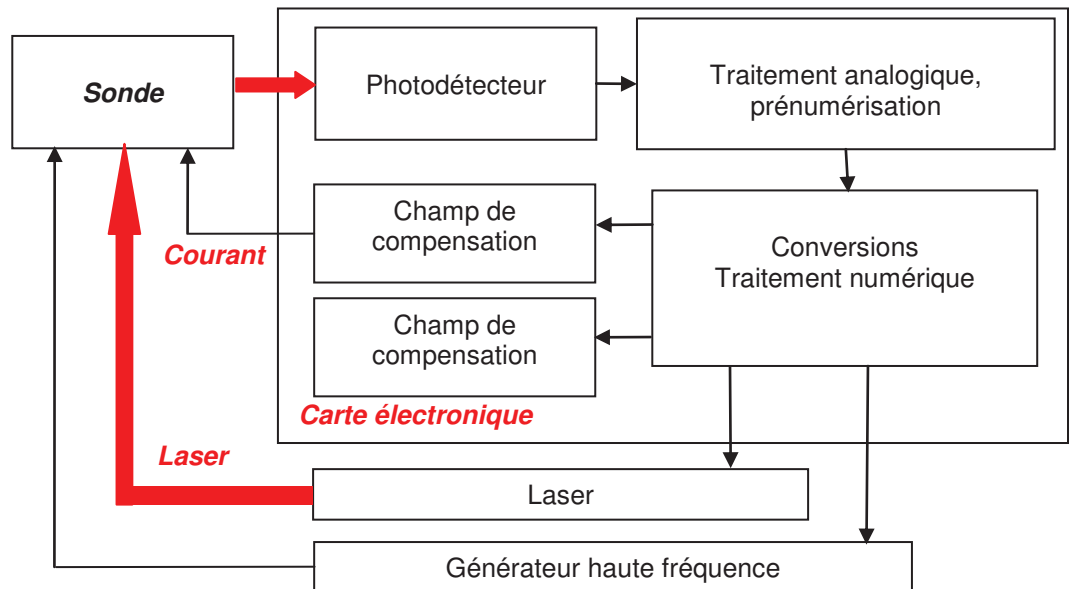 Sonde
Photodétecteur
Traitement analogique,
prénumérisation
Champ de
compensation
Courant
Conversions
Traitement numérique
Champ de
compensation
Carte électronique
Laser
Laser
Générateur haute fréquence